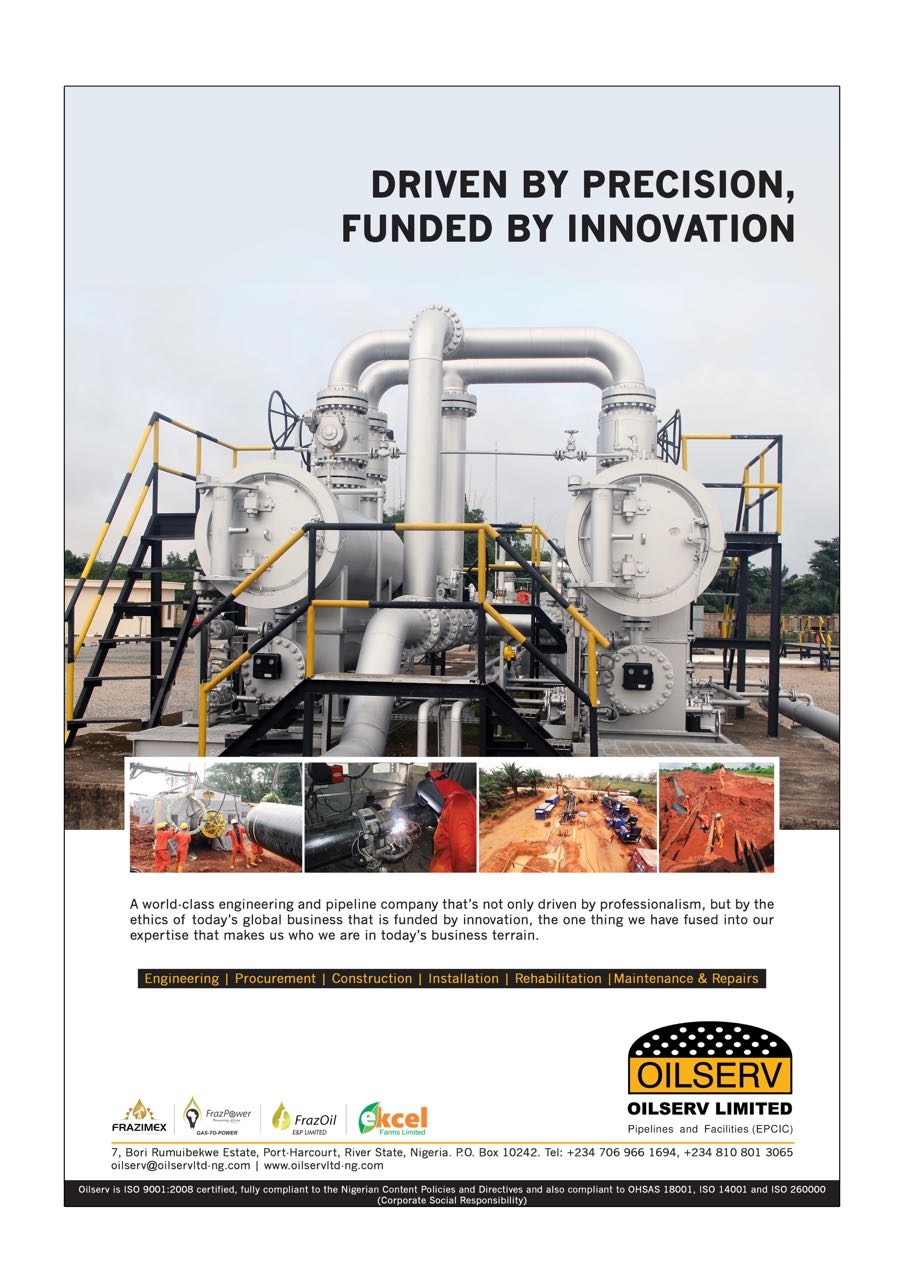 DRIVEN BY PRECISION,
FUNDED BY INNOVATION
A world-class engineering and pipeline company that's not only driven by professionalism, but by the
ethics of today's global business that is funded by innovation, the one thing we have fused into our
expertise that makes us who we are in today's business terrain.
Engineering | Procurement | Construction | Installation | Rehabilitation |Maintenance & Repairs
OILSERV
OILSERV LIMITED
Pipelines and Facilities (EPCIC)
FRAZIMEX
FrazPower
Powering Africa
GAS-TO-POWER
FrazOil
E&P LIMITED
ekcel
Farms Limited
7, Bori Rumuibekwe Estate, Port-Harcourt, River State, Nigeria. P.O. Box 10242. Tel: +234 706 966 1694, +234 810 801 3065
oilserv@oilservltd-ng.com | www.oilservltd-ng.com
Oilserv is ISO 9001:2008 certified, fully compliant to the Nigerian Content Policies and Directives and also compliant to OHSAS 18001, ISO 14001 and ISO 260000
(Corporate Social Responsibility)